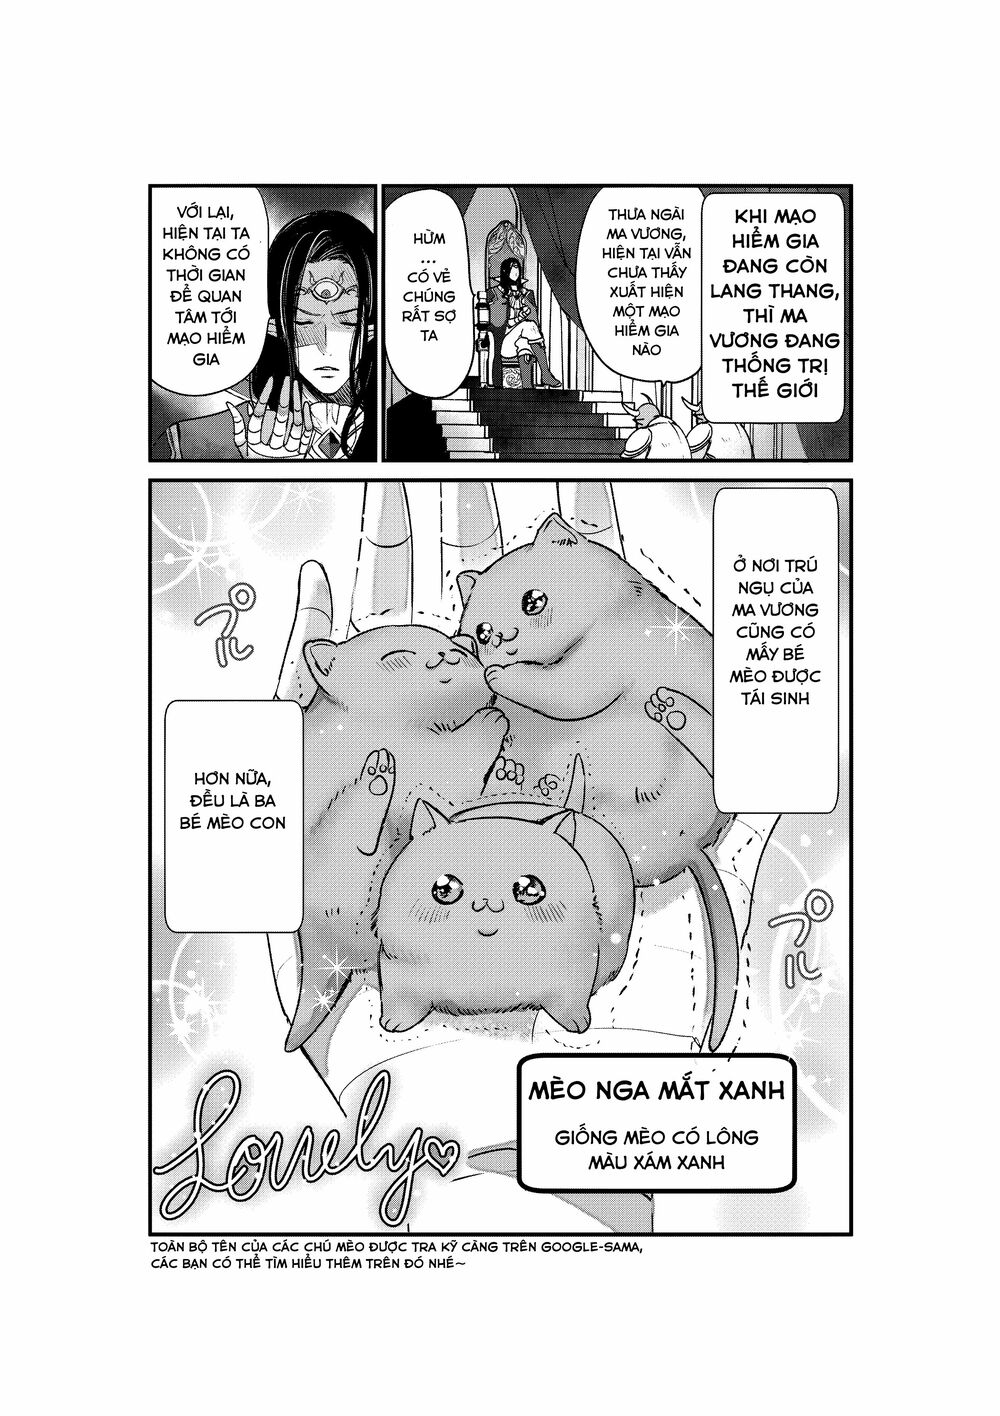 KHI MẠO
HIỂM GIA
ĐANG CÒN
LANG THANG,
THÌ MA
VƯƠNG ĐANG
THỐNG TRỊ
THẾ GIỚI
THƯA NGÀI
MA VƯƠNG,
HIỆN TẠI VẪN
CHƯA THẤY
XUẤT HIỆN
MỘT MẠO
HIỂM GIA
NÀO
HỪM
...
CÓ VẺ
CHÚNG
RẤT SỢ
TA
VỚI LẠI,
HIỆN TẠI TA
KHÔNG CÓ
THỜI GIAN
ĐỂ QUAN
TÂM TỚI
MẠO HIỂM
GIA
Ở NƠI TRÚ
NGỤ CỦA
MA VƯƠNG
CŨNG CÓ
MẤY BÉ
MÈO ĐƯỢC
TÁI SINH
プル
HƠN NỮA,
ĐỀU LÀ BA
BÉ MÈO CON
プル
Lovely♡
MÈO NGA MẮT XANH
GIỐNG MÈO CÓ LÔNG
MÀU XÁM XANH
TOÀN BỘ TÊN CỦA CÁC CHÚ MÈO ĐƯỢC TRA KỸ CÀNG TRÊN GOOGLE-SAMA,
CÁC BẠN CÓ THỂ TÌM HIỂU THÊM TRÊN ĐÓ NHÉ~